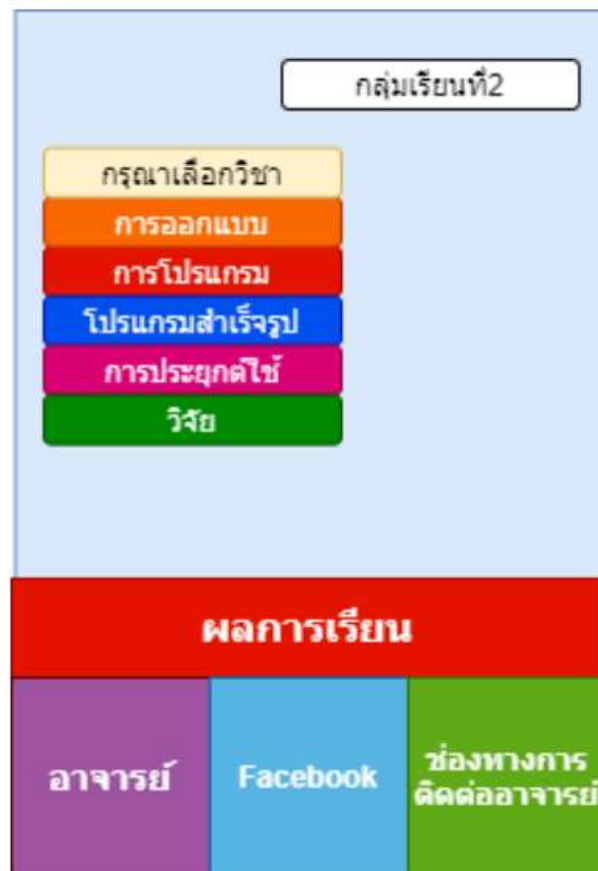 กลุ่มเรียนที่2
กรุณาเลือกวิชา
การออกแบบ
การโปรแกรม
โปรแกรมสำเร็จรูป
การประยุกต์ใช้
วิจัย
ผลการเรียน
อาจารย์
Facebook
ช่องทางการ
ติดต่ออาจารย์